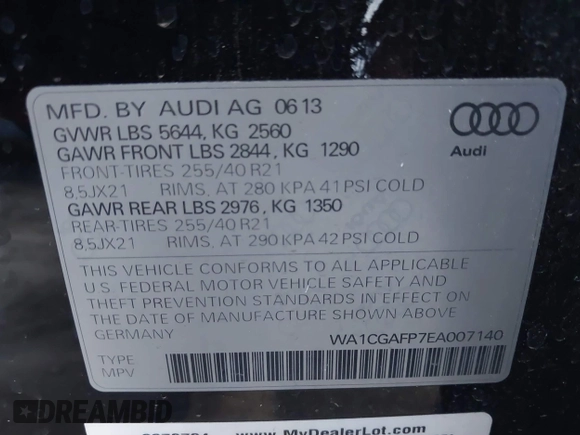 MFD. BY AUDI AG 06 13
GVWR LBS 5644, KG 2560
GAWR FRONT LBS 2844, KG 1290
FRONT-TIRES 255/40 R21
8,5JX21 RIMS, AT 280 KPA 41 PSI COLD
GAWR REAR LBS 2976, KG 1350
REAR-TIRES 255/40 R21
8,5JX21 RIMS, AT 290 KPA 42 PSI COLD
Audi
THIS VEHICLE CONFORMS TO ALL APPLICABLE
U.S. FEDERAL MOTOR VEHICLE SAFETY AND
THEFT PREVENTION STANDARDS IN EFFECT ON
THE DATE OF MANUFACTURE SHOWN ABOVE
GERMANY WA1CGAFP7EA007140
TYPE
MPV
www.MyDealerLot.com
DREAMBID